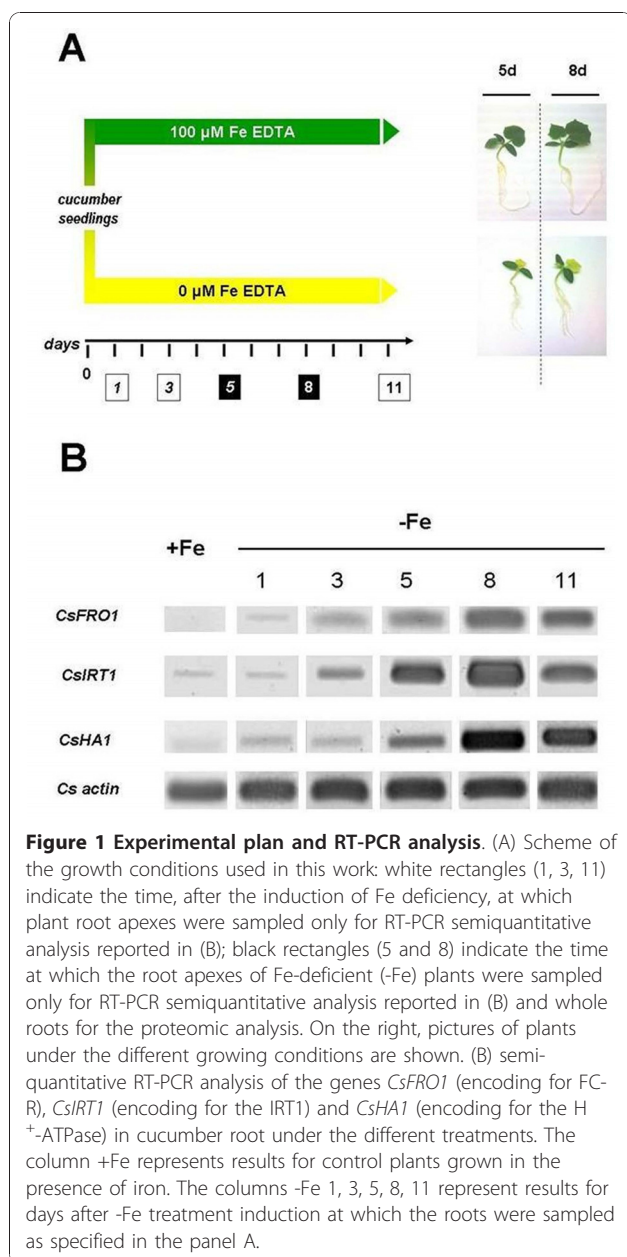 A
5d 8d
100 µM Fe EDTA
cucumber
seedlings
0 µM Fe EDTA
days
0
1 3 5 8 11
B
-Fe
+Fe
1 3 5 8 11
CsFRO1
CsIRT1
CsHA1
Cs actin
Figure 1 Experimental plan and RT-PCR analysis. (A) Scheme of
the growth conditions used in this work: white rectangles (1, 3, 11)
indicate the time, after the induction of Fe deficiency, at which
plant root apexes were sampled only for RT-PCR semiquantitative
analysis reported in (B); black rectangles (5 and 8) indicate the time
at which the root apexes of Fe-deficient (-Fe) plants were sampled
only for RT-PCR semiquantitative analysis reported in (B) and whole
roots for the proteomic analysis. On the right, pictures of plants
under the different growing conditions are shown. (B) semi-
quantitative RT-PCR analysis of the genes CsFRO1 (encoding for FC-
R), CsIRT1 (encoding for the IRT1) and CsHA1 (encoding for the H
+-ATPase) in cucumber root under the different treatments. The
column +Fe represents results for control plants grown in the
presence of iron. The columns -Fe 1, 3, 5, 8, 11 represent results for
days after -Fe treatment induction at which the roots were sampled
as specified in the panel A.